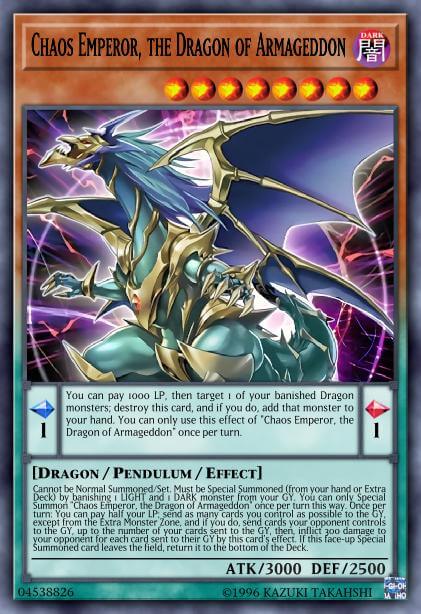 Chaos Emperor, the Dragon of Armageddon
DARK
闇
You can pay 1000 LP, then target 1 of your banished Dragon
monsters; destroy this card, and if you do, add that monster to
your hand. You can only use this effect of "Chaos Emperor, the
Dragon of Armageddon" once per turn.
1
1
[Dragon / Pendulum / Effect]
Cannot be Normal Summoned/Set. Must be Special Summoned (from your hand or Extra
Deck) by banishing 1 LIGHT and 1 DARK monster from your GY. You can only Special
Summon "Chaos Emperor, the Dragon of Armageddon" once per turn this way. Once per
turn: You can pay half your LP; send as many cards you control as possible to the GY,
except from the Extra Monster Zone, and if you do, send cards your opponent controls
to the GY, up to the number of your cards sent to the GY, then, inflict 300 damage to
your opponent for each card sent to their GY by this card's effect. If this face-up Special
Summoned card leaves the field, return it to the bottom of the Deck.
ATK/3000 DEF/2500
04538826
©1996 KAZUKI TAKAHSHI